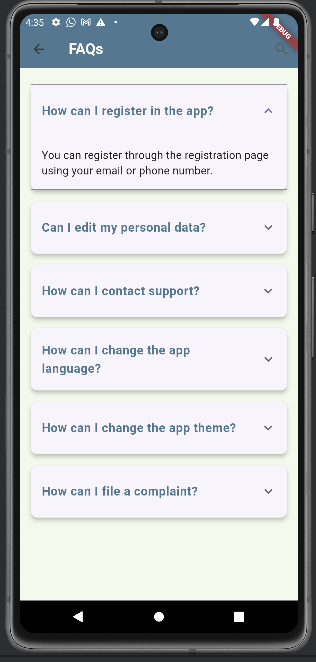 4:35
DEBUG
FAQs
How can I register in the app?
You can register through the registration page
using your email or phone number.
Can I edit my personal data?
How can I contact support?
How can I change the app
language?
How can I change the app theme?
How can I file a complaint?